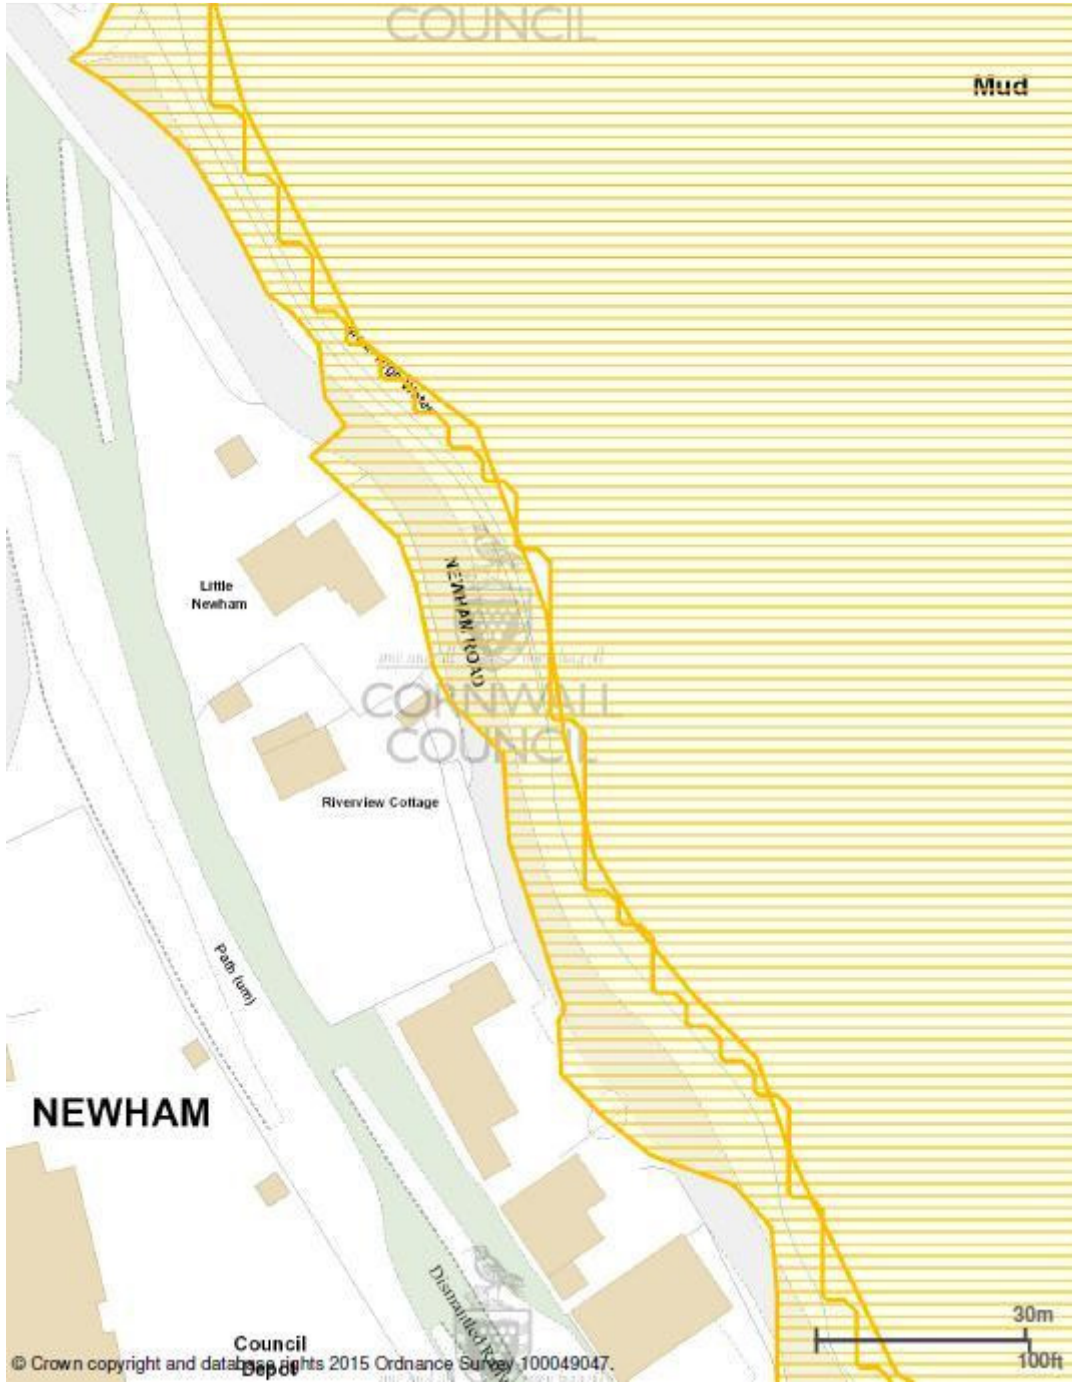 COUNCIL
Mud
Little
Newham
NEWHAM ROAD
CORNWALL
COUNCIL
Riverview Cottage
Path (um)
NEWHAM
Dismantled
30m
100ft
Council
Depot
© Crown copyright and database rights 2015 Ordnance Survey 100049047.